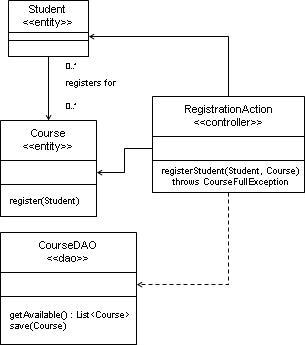 Student
<<entity>>
0..*
registers for
0..*
Course
<<entity>>
register(Student)
RegistrationAction
<<controller>>
registerStudent(Student, Course)
throws CourseFullException
CourseDAO
<<dao>>
getAvailable() : List<Course>
save(Course)